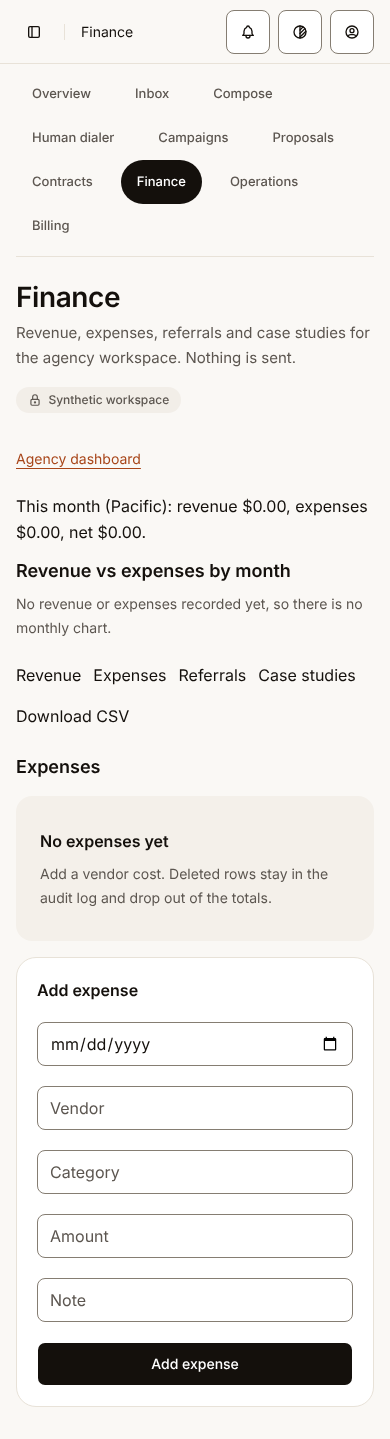 Finance
Overview Inbox Compose
Human dialer Campaigns Proposals
Contracts Finance Operations
Billing
Finance
Revenue, expenses, referrals and case studies for
the agency workspace. Nothing is sent.
Synthetic workspace
Agency dashboard
This month (Pacific): revenue $0.00, expenses
$0.00, net $0.00.
Revenue vs expenses by month
No revenue or expenses recorded yet, so there is no
monthly chart.
Revenue Expenses Referrals Case studies
Download CSV
Expenses
No expenses yet
Add a vendor cost. Deleted rows stay in the
audit log and drop out of the totals.
Add expense
mm/dd/yyyy
Vendor
Category
Amount
Note
Add expense